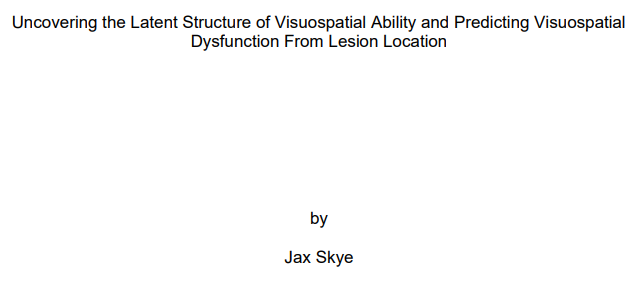 Uncovering the Latent Structure of Visuospatial Ability and Predicting Visuospatial
Dysfunction From Lesion Location
by
Jax Skye